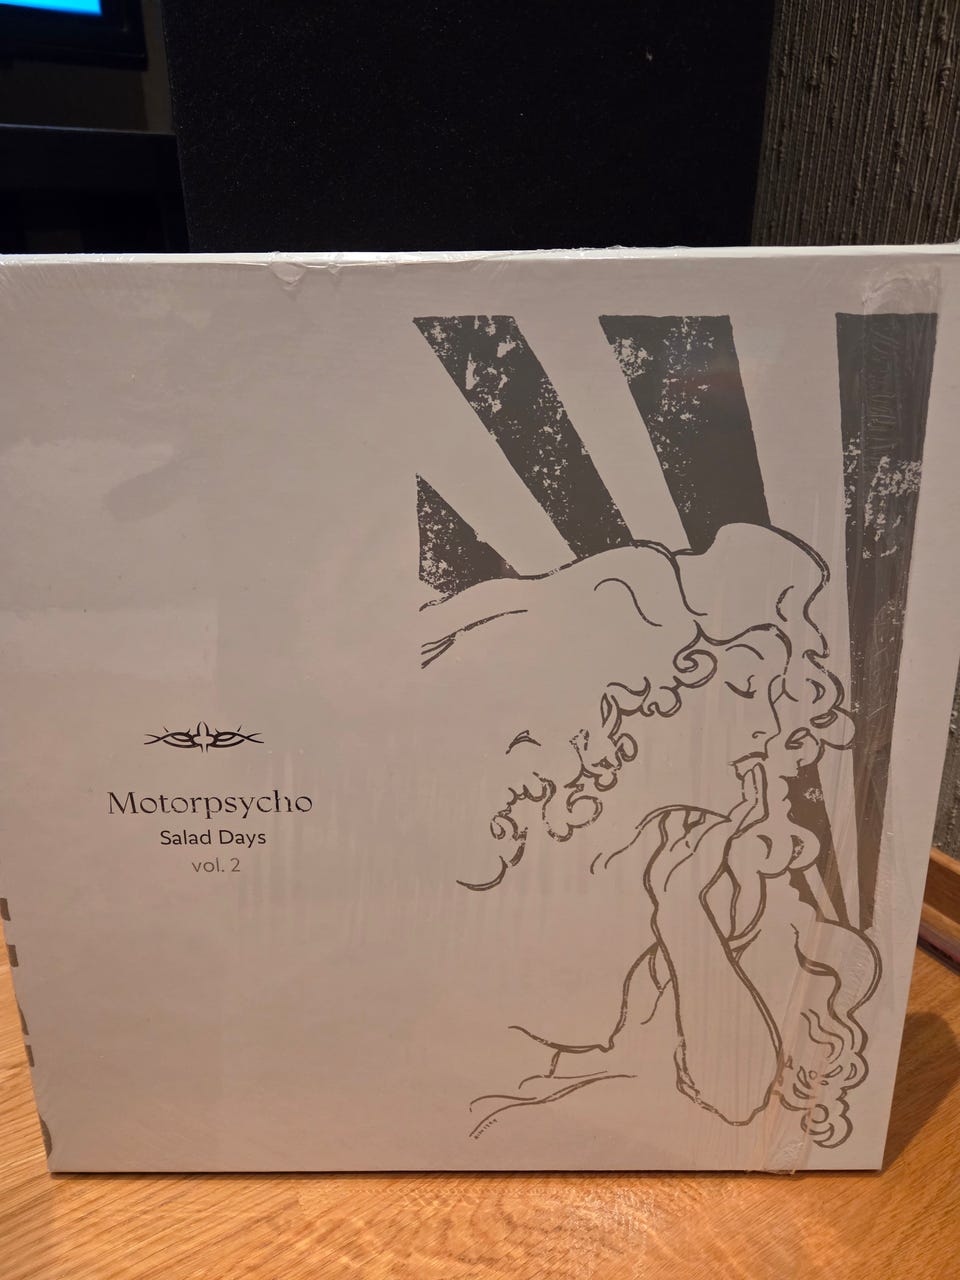 Motorpsycho
Salad Days
vol. 2